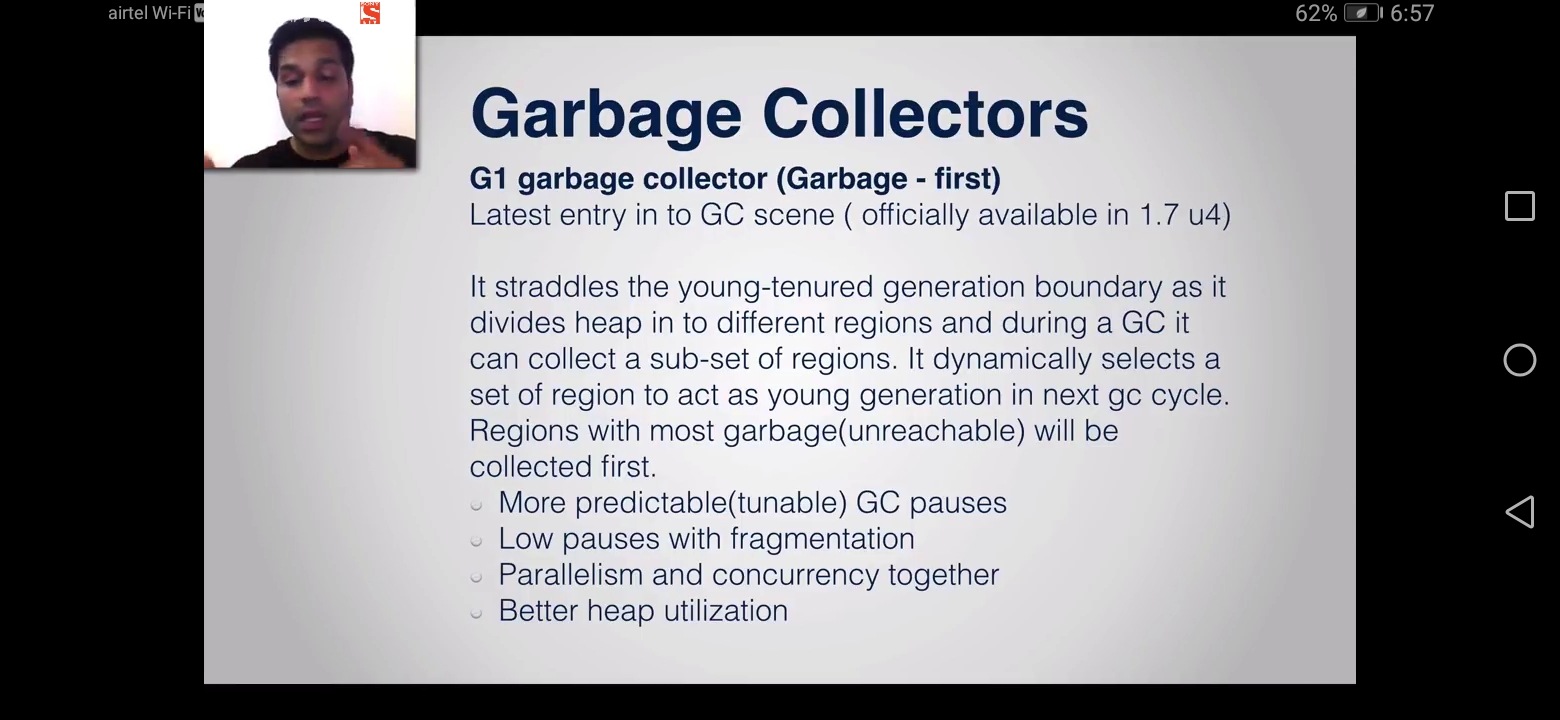 airtel Wi-Fi
62% 6:57
Garbage Collectors
G1 garbage collector (Garbage - first)
Latest entry in to GC scene ( officially available in 1.7 u4)
It straddles the young-tenured generation boundary as it
divides heap in to different regions and during a GC it
can collect a sub-set of regions. It dynamically selects a
set of region to act as young generation in next gc cycle.
Regions with most garbage(unreachable) will be
collected first.
More predictable(tunable) GC pauses
Low pauses with fragmentation
Parallelism and concurrency together
Better heap utilization